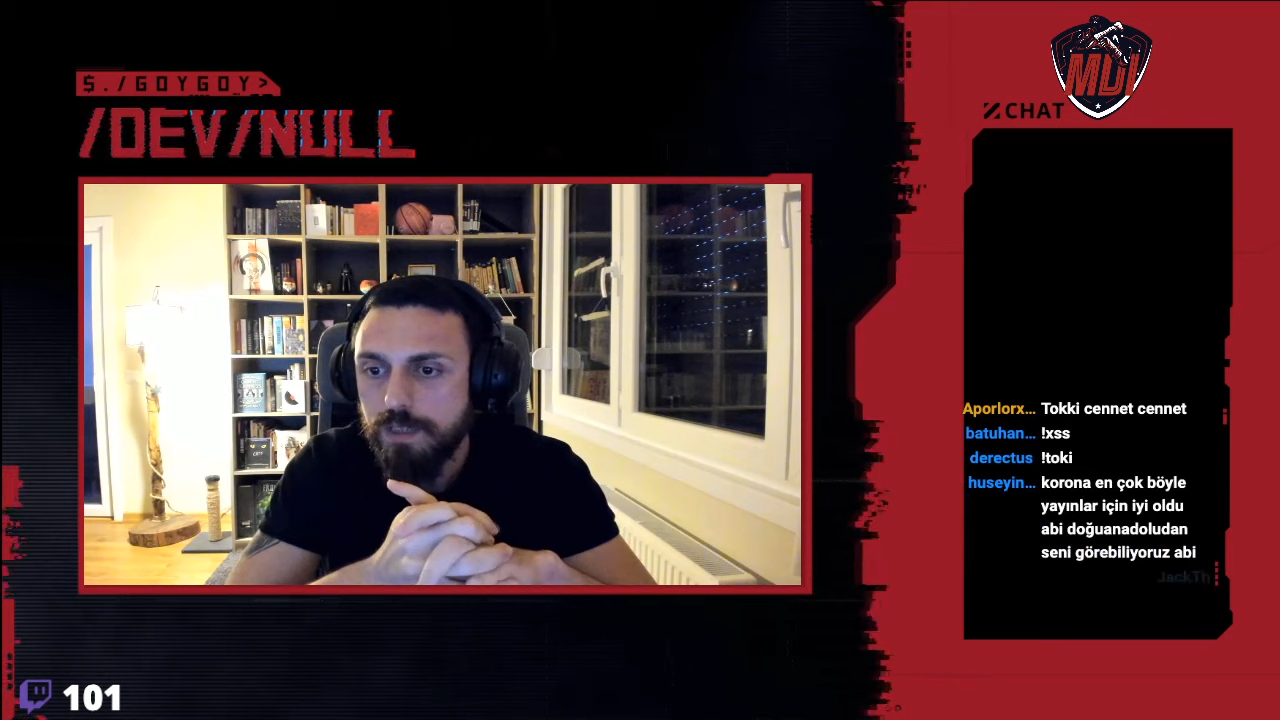 $./GOYGOY>
/DEV/NULL
MDI
CHAT
Aporlorx… Tokki cennet cennet
batuhan… !xss
derectus !toki
huseyin… korona en çok böyle
yayınlar için iyi oldu
abi doğuanadoludan
seni görebiliyoruz abi
JackTh
101